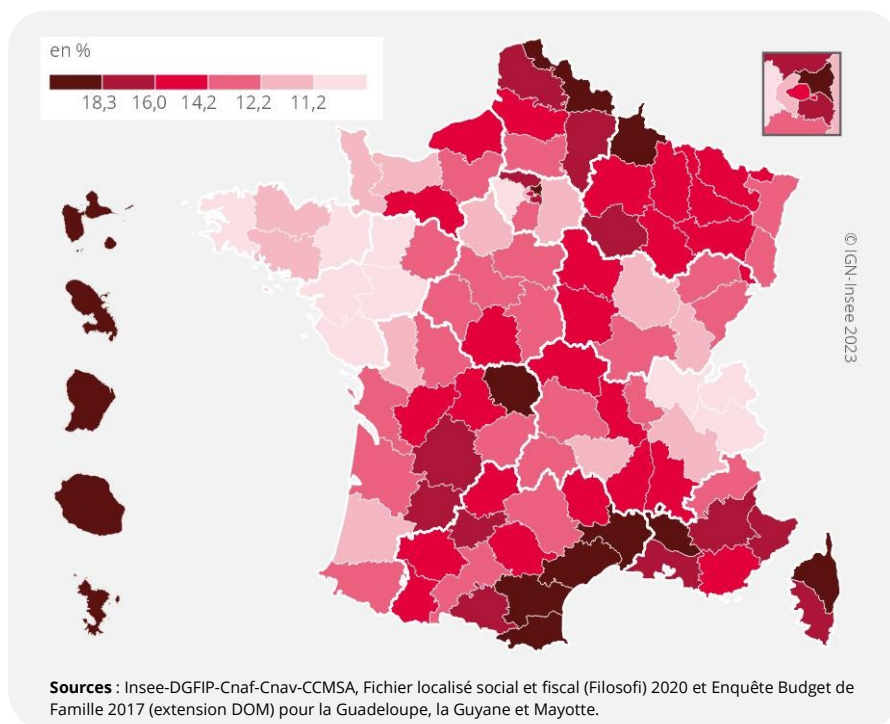 en %
18,3 16,0 14,2 12,2 11,2
© IGN-Insee 2023
Sources : Insee-DGFIP-Cnaf-Cnav-CCMSA, Fichier localisé social et fiscal (Filosofi) 2020 et Enquête Budget de
Famille 2017 (extension DOM) pour la Guadeloupe, la Guyane et Mayotte.